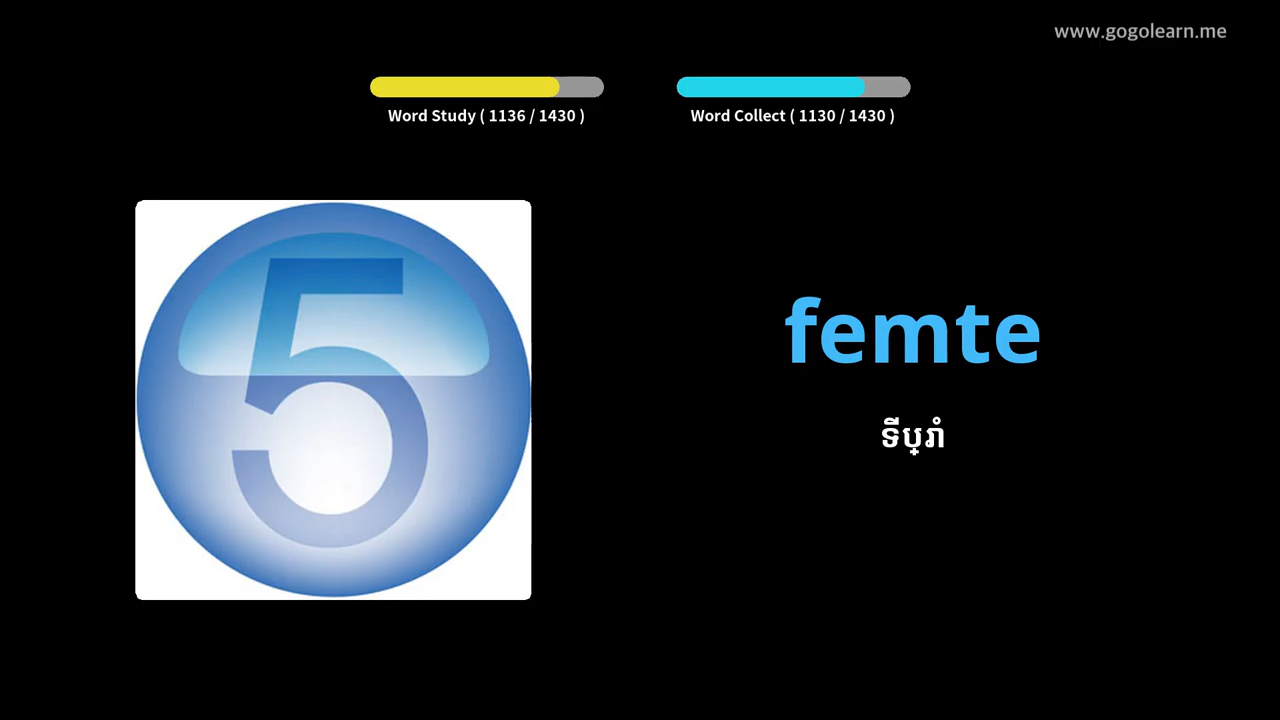 www.gogolearn.me
Word Study ( 1136 / 1430 )
Word Collect ( 1130 / 1430 )
5
femte
ទីប្រាំ